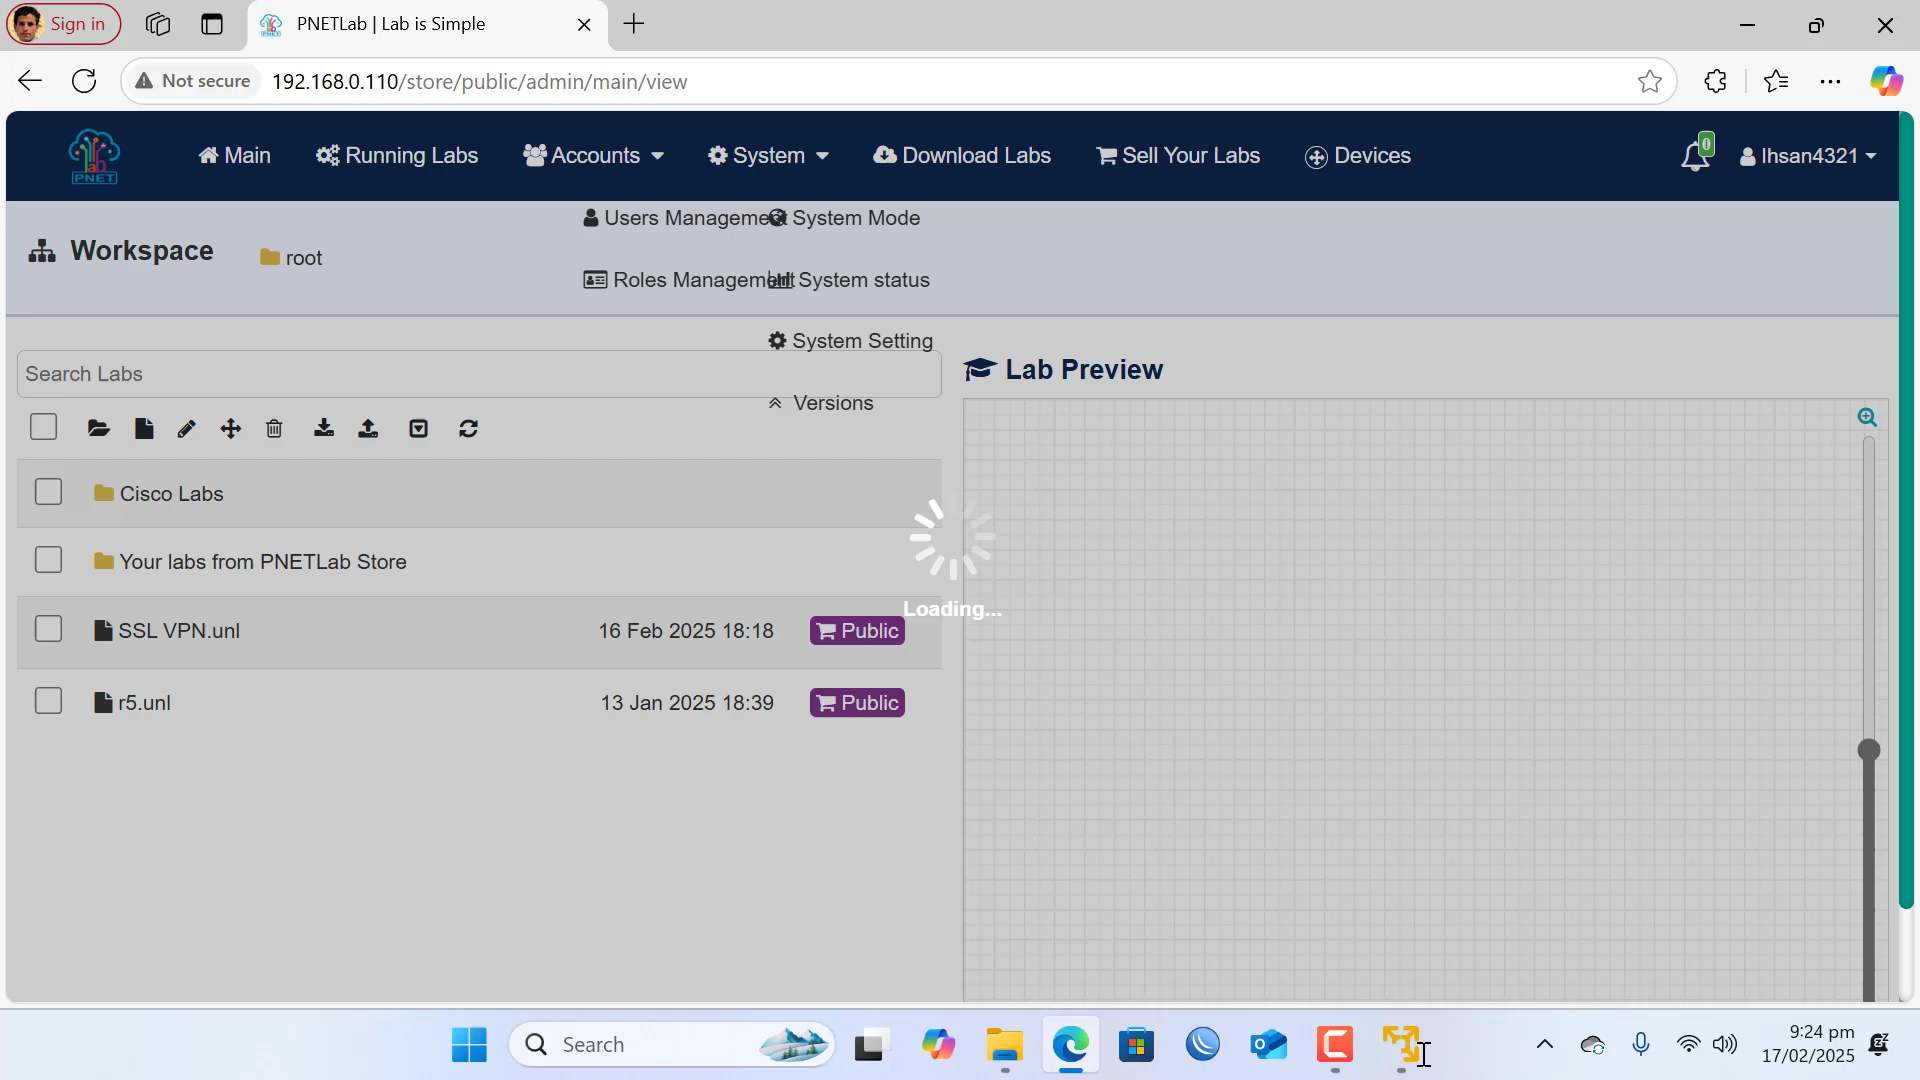 Sign in
PNETLab | Lab is Simple
Not secure
192.168.0.110/store/public/admin/main/view
PNET
Main
Running Labs
Accounts
System
Download Labs
Sell Your Labs
Devices
0
Ihsan4321
Users Management
System Mode
Workspace
root
Roles Management
System status
System Setting
Search Labs
Lab Preview
Versions
Cisco Labs
Your labs from PNETLab Store
Loading...
SSL VPN.unl
16 Feb 2025 18:18
Public
r5.unl
13 Jan 2025 18:39
Public
Search
9:24 pm
17/02/2025